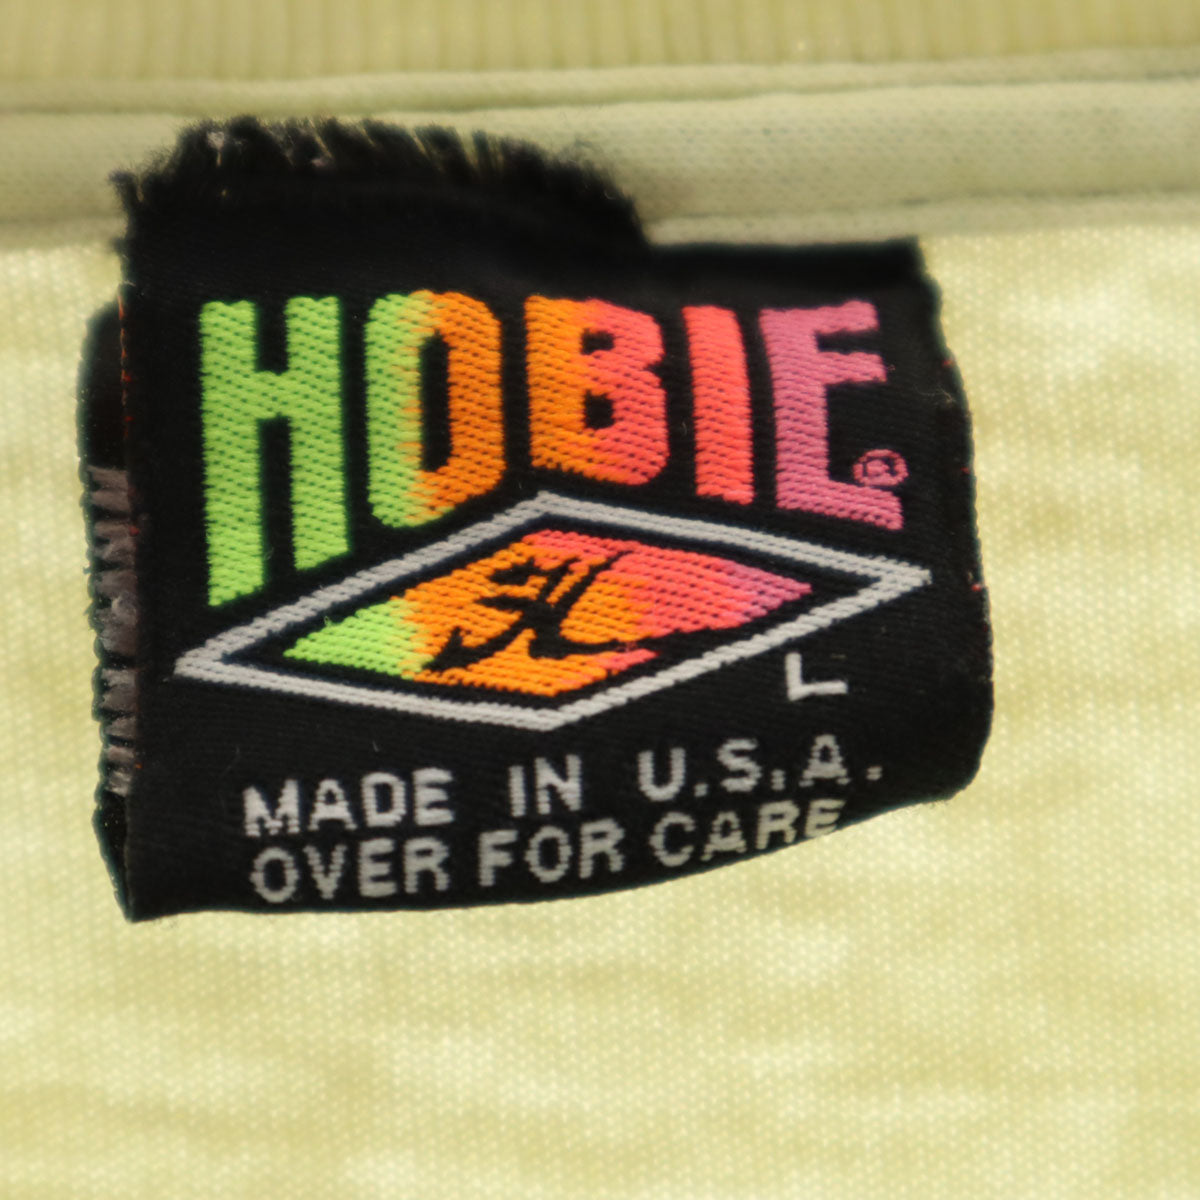 HOBIE®
H
L
MADE IN U.S.A.
OVER FOR CARE